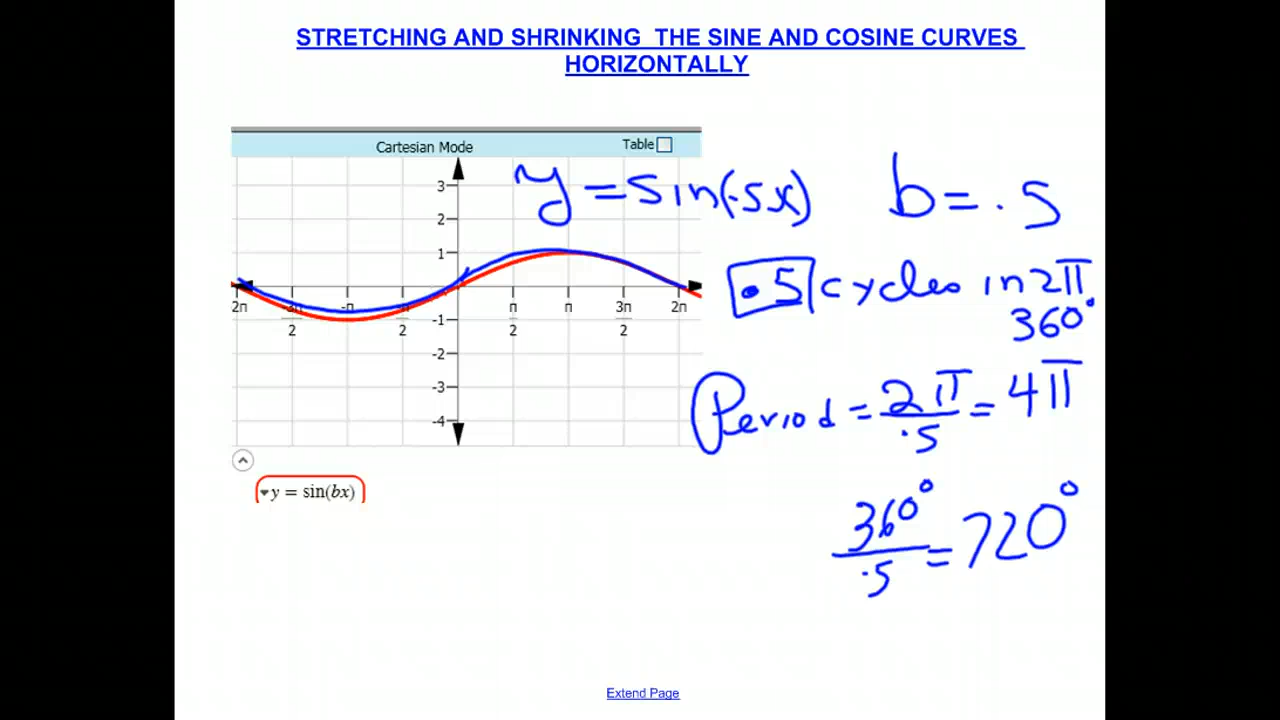 STRETCHING AND SHRINKING THE SINE AND COSINE CURVES
HORIZONTALLY
Cartesian Mode
Table
y = sin(.5x)
b = .5
3
2
1
-1
-2
-3
-4
2π
3π
2
-π
π
2
π
2
π
3π
2
2π
.5 cycles in 2π
360°
Period = 2π/.5 = 4π
360°/.5 = 720°
y = sin(bx)
Extend Page